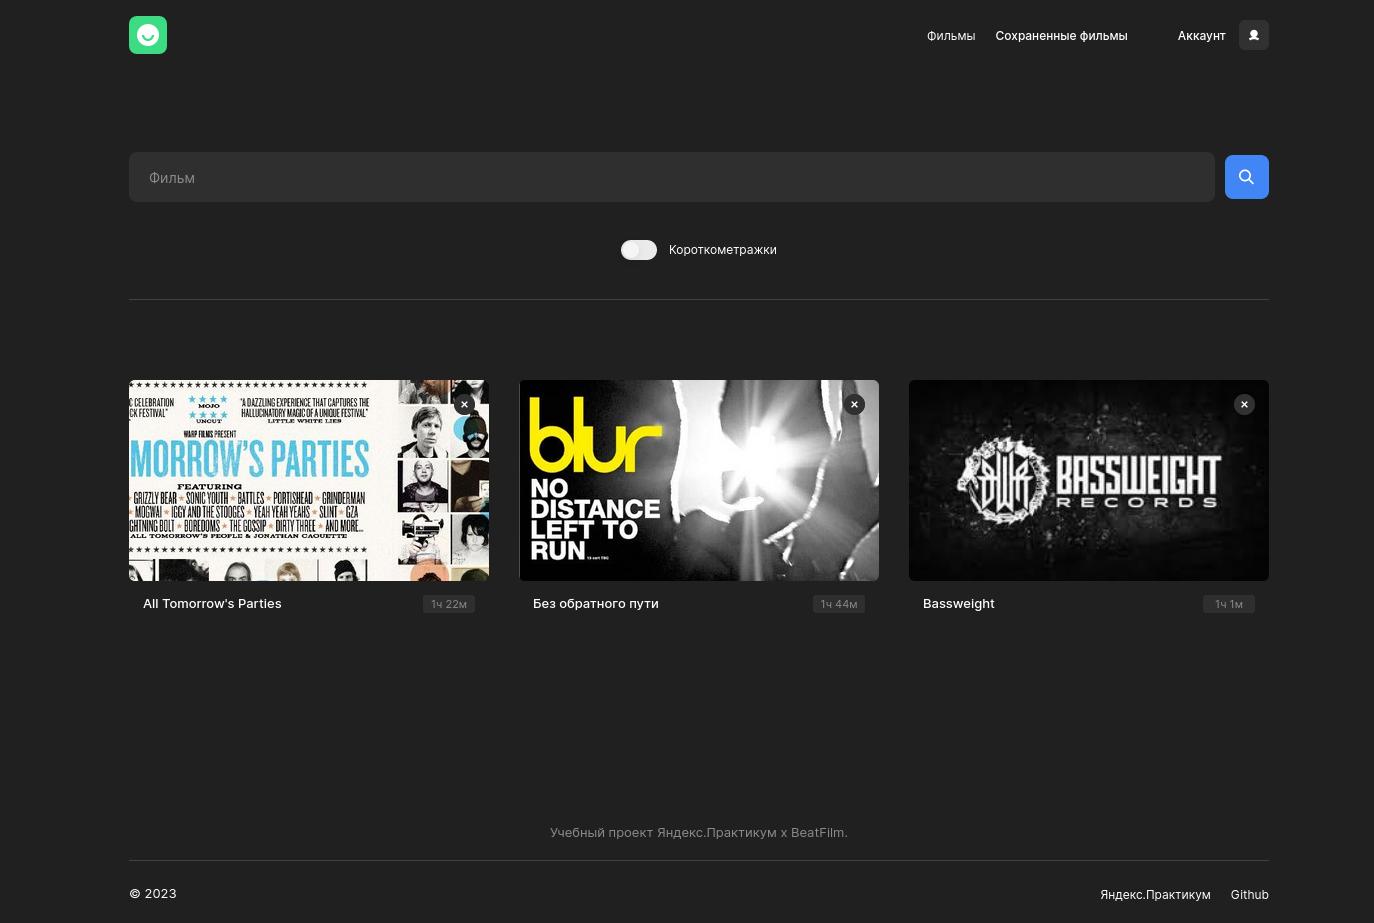 Фильмы Сохраненные фильмы Аккаунт
Фильм
Короткометражки
C CELEBRATION
CK FESTIVAL"
MOJO
UNCUT
"A DAZZLING EXPERIENCE THAT CAPTURES THE
HALLUCINATORY MAGIC OF A UNIQUE FESTIVAL"
LITTLE WHITE LIES
WARP FILMS PRESENT
MORROW'S PARTIES
FEATURING
GRIZZLY BEAR ★ SONIC YOUTH ★ BATTLES ★ PORTISHEAD ★ GRINDERMAN
MOGWAI ★ IGGY AND THE STOOGES ★ YEAH YEAH YEAHS ★ SLINT ★ GZA
GHTNING BOLT ★ BOREDOMS ★ THE GOSSIP ★ DIRTY THREE ★ AND MORE...
ALL TOMORROW'S PEOPLE & JONATHAN CAOUETTE
blur
NO
DISTANCE
LEFT TO
RUN
BWR
BASSWEIGHT
RECORDS
All Tomorrow's Parties 1ч 22м
Без обратного пути 1ч 44м
Bassweight 1ч 1м
Учебный проект Яндекс.Практикум х BeatFilm.
© 2023
Яндекс.Практикум Github